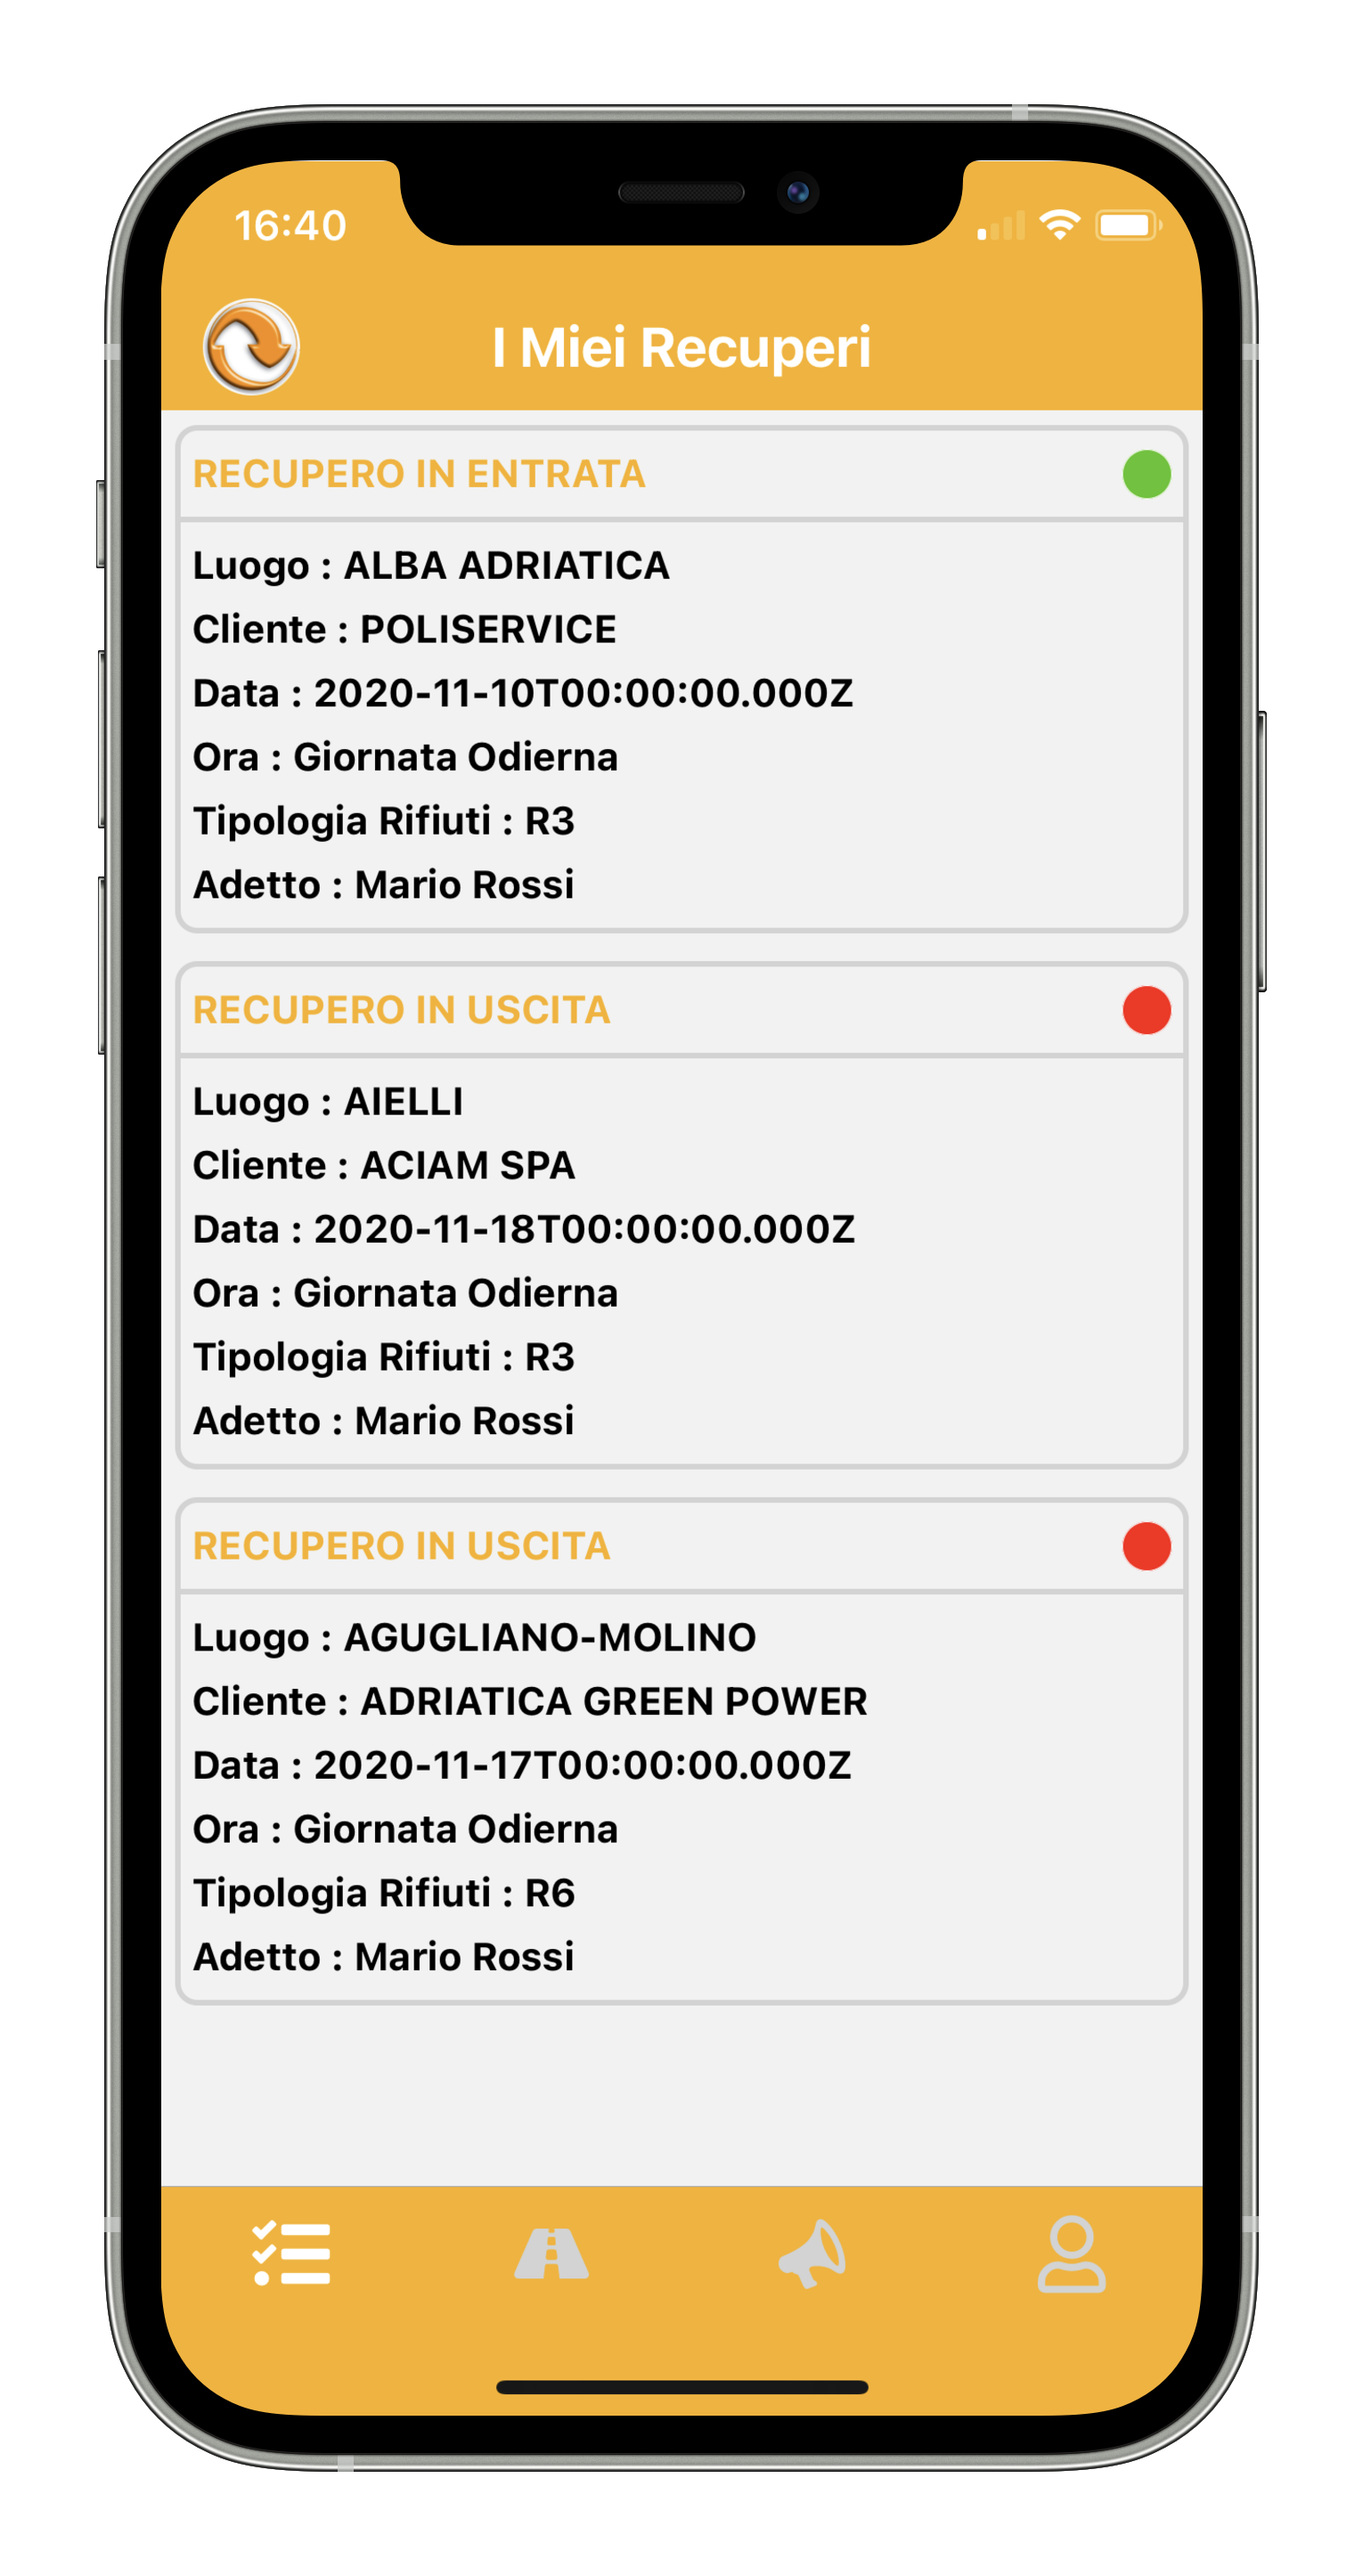 16:40
I Miei Recuperi
RECUPERO IN ENTRATA
Luogo : ALBA ADRIATICA
Cliente : POLISERVICE
Data : 2020-11-10T00:00:00.000Z
Ora : Giornata Odierna
Tipologia Rifiuti : R3
Adetto : Mario Rossi
RECUPERO IN USCITA
Luogo : AIELLI
Cliente : ACIAM SPA
Data : 2020-11-18T00:00:00.000Z
Ora : Giornata Odierna
Tipologia Rifiuti : R3
Adetto : Mario Rossi
RECUPERO IN USCITA
Luogo : AGUGLIANO-MOLINO
Cliente : ADRIATICA GREEN POWER
Data : 2020-11-17T00:00:00.000Z
Ora : Giornata Odierna
Tipologia Rifiuti : R6
Adetto : Mario Rossi